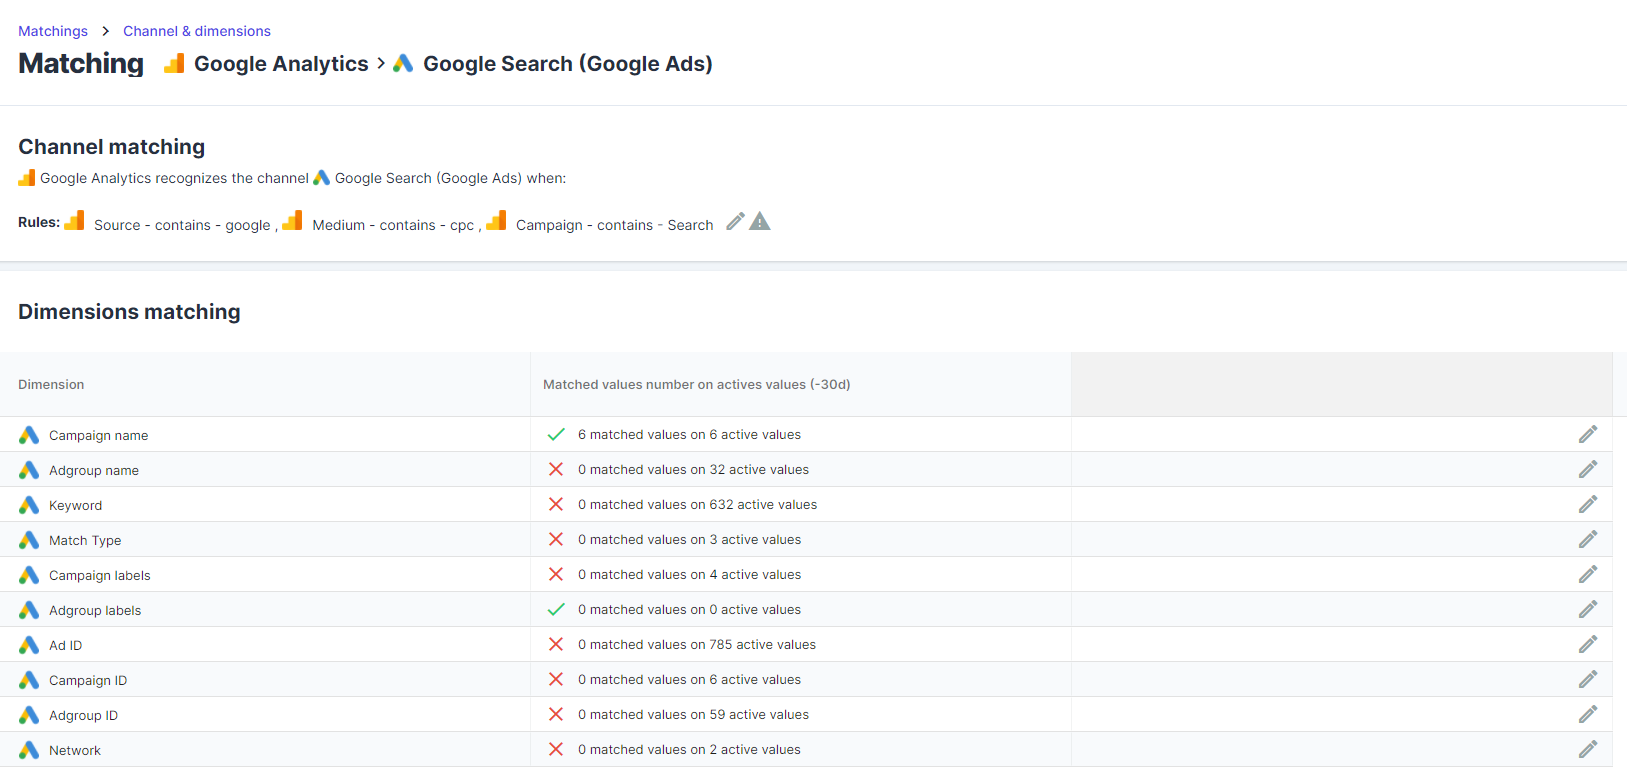 Matchings > Channel & dimensions
Matching Google Analytics > Google Search (Google Ads)
Channel matching
Google Analytics recognizes the channel Google Search (Google Ads) when:
Rules: Source - contains - google , Medium - contains - cpc , Campaign - contains - Search
Dimensions matching
Dimension Matched values number on actives values (-30d)
Campaign name 6 matched values on 6 active values
Adgroup name 0 matched values on 32 active values
Keyword 0 matched values on 632 active values
Match Type 0 matched values on 3 active values
Campaign labels 0 matched values on 4 active values
Adgroup labels 0 matched values on 0 active values
Ad ID 0 matched values on 785 active values
Campaign ID 0 matched values on 6 active values
Adgroup ID 0 matched values on 59 active values
Network 0 matched values on 2 active values